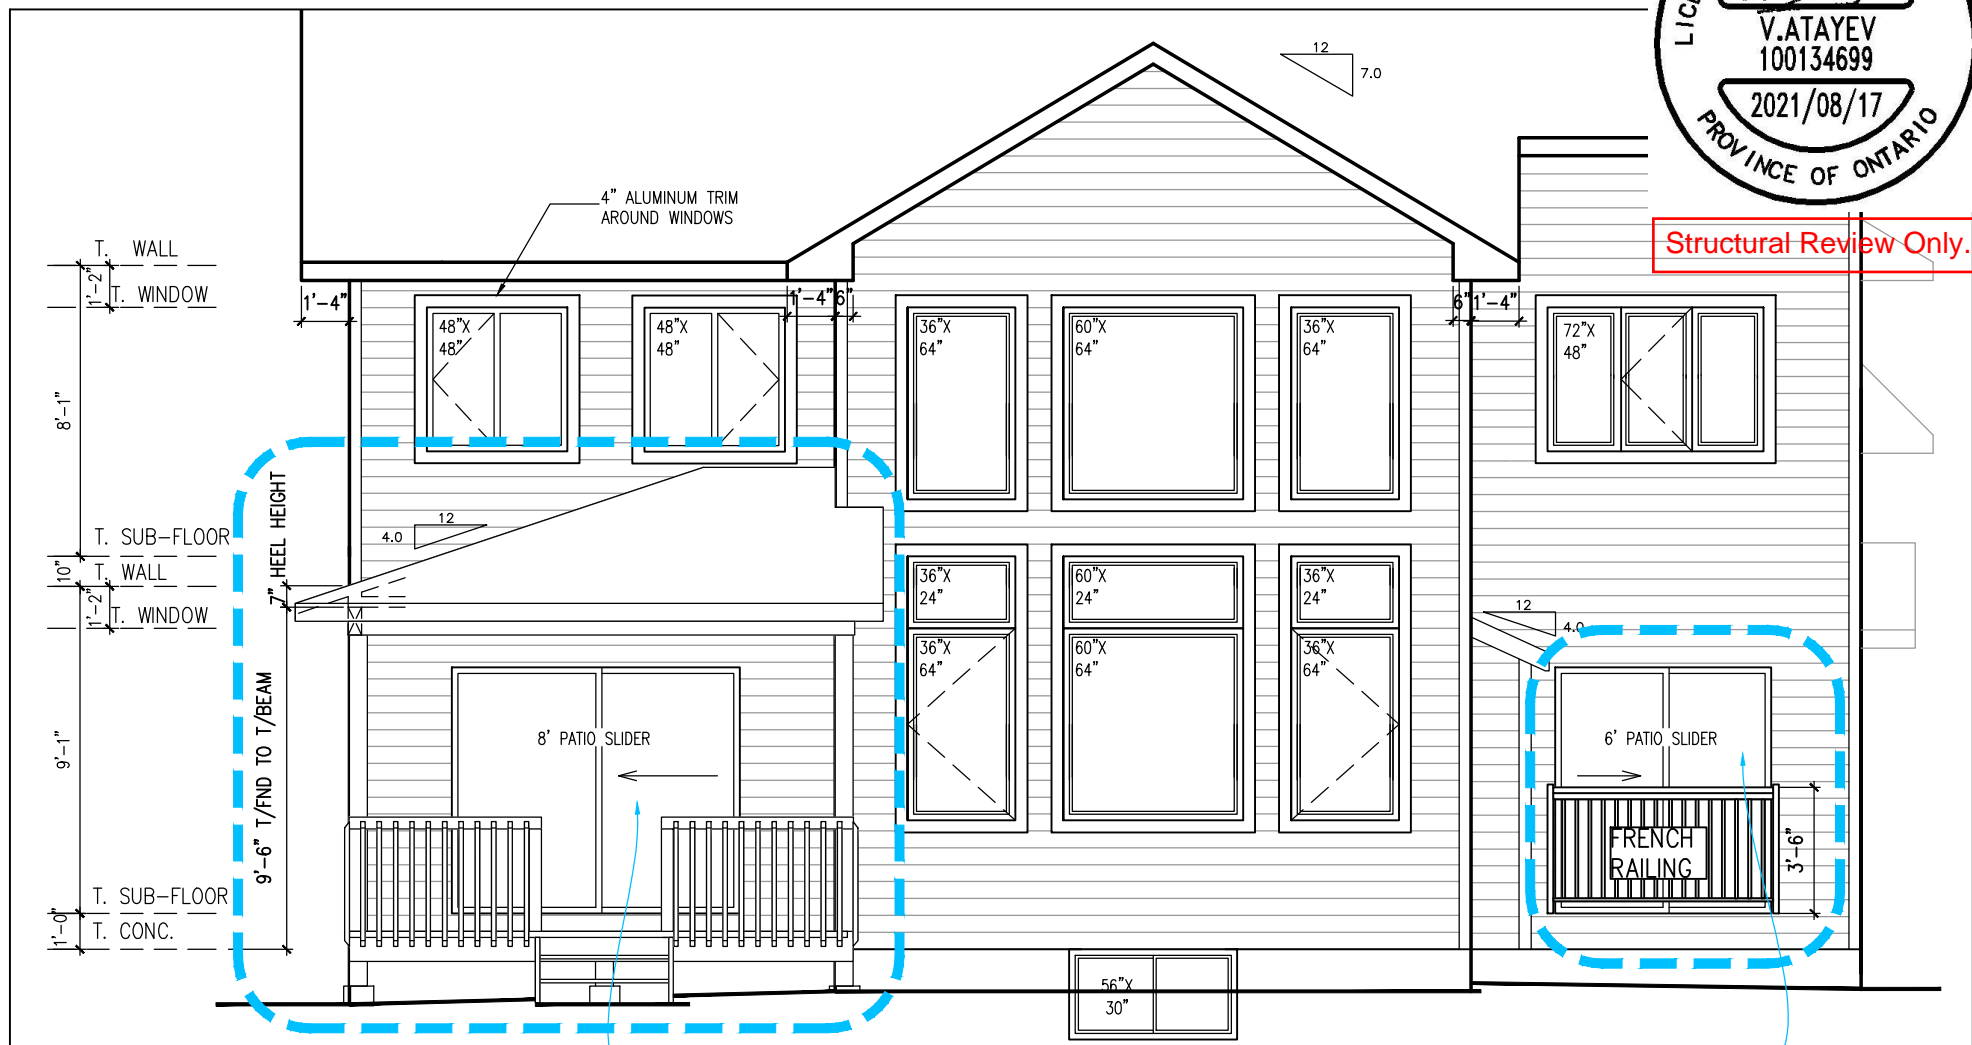 V.ATAYEV
100134699
2021/08/17
PROVINCE OF ONTARIO
Structural Review Only.
12
7.0
4" ALUMINUM TRIM
AROUND WINDOWS
T. WALL
1'-2"
T. WINDOW
8'-1"
T. SUB-FLOOR
10"
T. WALL
1'-2"
T. WINDOW
9'-1"
T. SUB-FLOOR
1'-0"
T. CONC.
1'-4"
1'-4"
6"
6"
1'-4"
48"X
48"
48"X
48"
36"X
64"
60"X
64"
36"X
64"
72"X
48"
7" HEEL HEIGHT
12
4.0
9'-6" T/FND TO T/BEAM
36"X
24"
60"X
24"
36"X
24"
36"X
64"
60"X
64"
36"X
64"
12
4.0
8' PATIO SLIDER
6' PATIO SLIDER
FRENCH
RAILING
3'-6"
56"X
30"